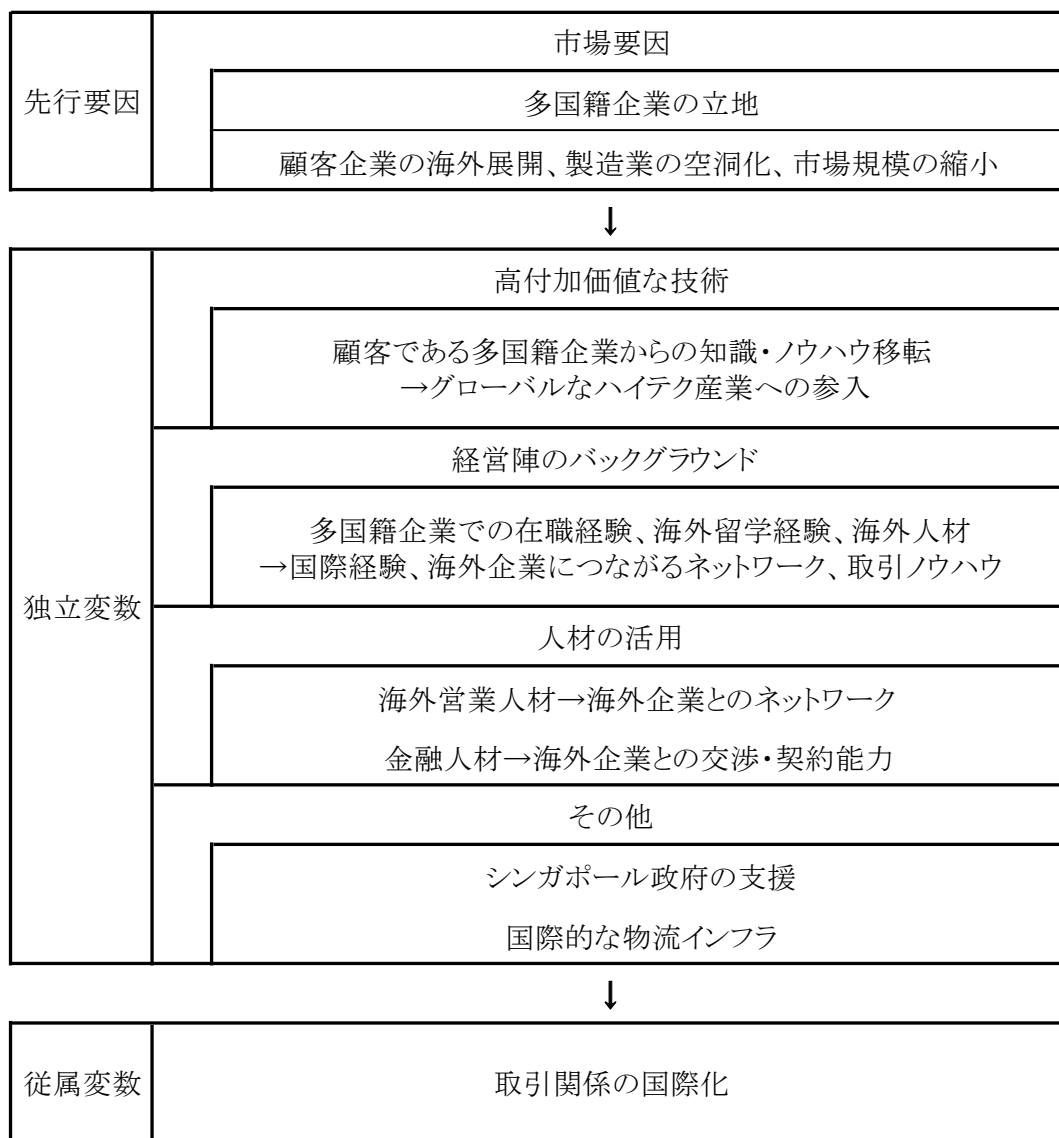 市場要因
先行要因
多国籍企業の立地
顧客企業の海外展開、製造業の空洞化、市場規模の縮小
↓
高付加価値な技術
顧客である多国籍企業からの知識・ノウハウ移転
→グローバルなハイテク産業への参入
経営陣のバックグラウンド
多国籍企業での在職経験、海外留学経験、海外人材
→国際経験、海外企業につながるネットワーク、取引ノウハウ
独立変数
人材の活用
海外営業人材→海外企業とのネットワーク
金融人材→海外企業との交渉・契約能力
その他
シンガポール政府の支援
国際的な物流インフラ
↓
従属変数
取引関係の国際化